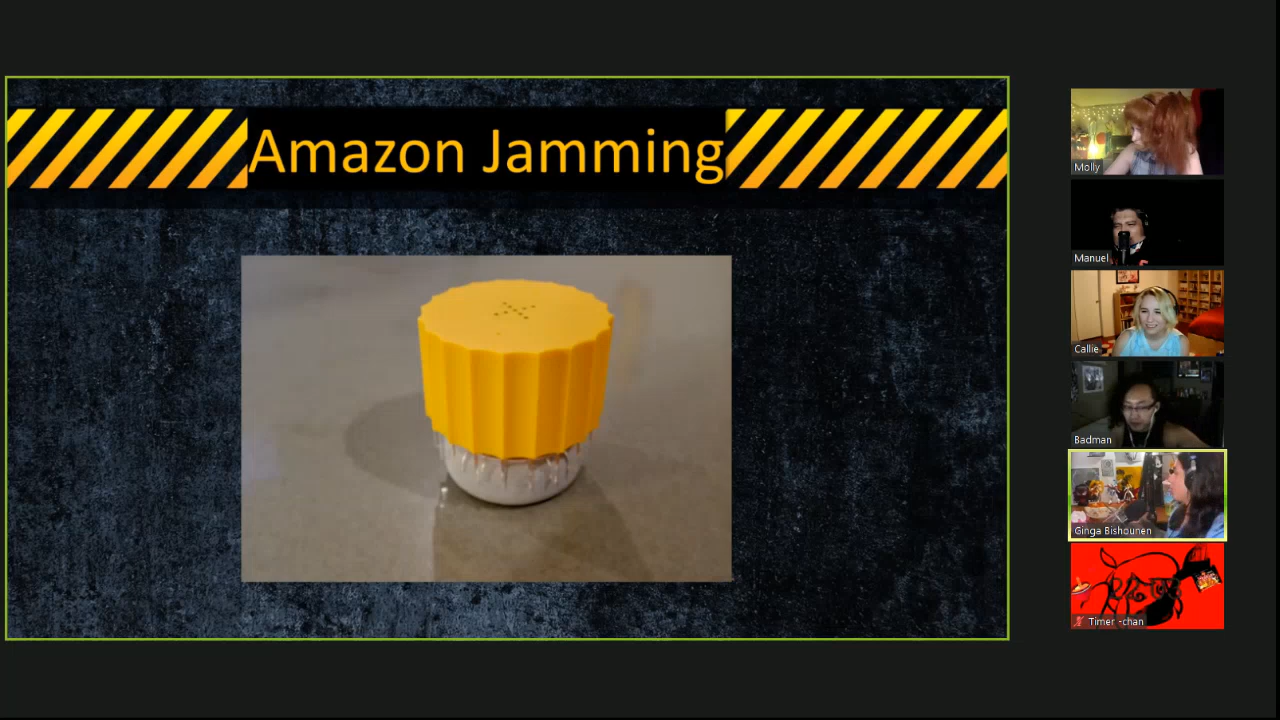 Amazon Jamming
Molly
Manuel
Callie
Badman
Ginga Bishounen
Timer -chan